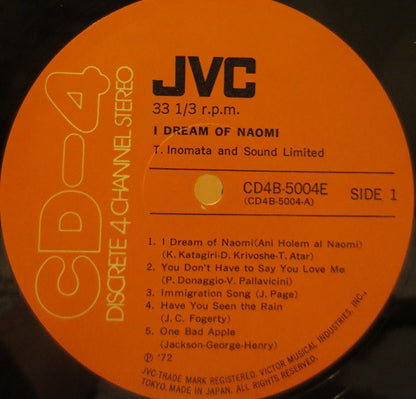 CD-4
DISCRETE 4 CHANNEL STEREO
JVC
33 1/3 r.p.m.
I DREAM OF NAOMI
T. Inomata and Sound Limited
CD4B-5004E
(CD4B-5004-A)
SIDE 1
1. I Dream of Naomi(Ani Holem al Naomi)
(K. Katagiri-D. Krivoshe-T. Atar)
2. You Don't Have to Say You Love Me
(P. Donaggio-V. Pallavicini)
3. Immigration Song (J. Page)
4. Have You Seen the Rain
(J.C. Fogerty)
5. One Bad Apple
(Jackson-George-Henry)
℗ '72
JVC-TRADE MARK REGISTERED. VICTOR MUSICAL INDUSTRIES, INC.,
TOKYO, MADE IN JAPAN